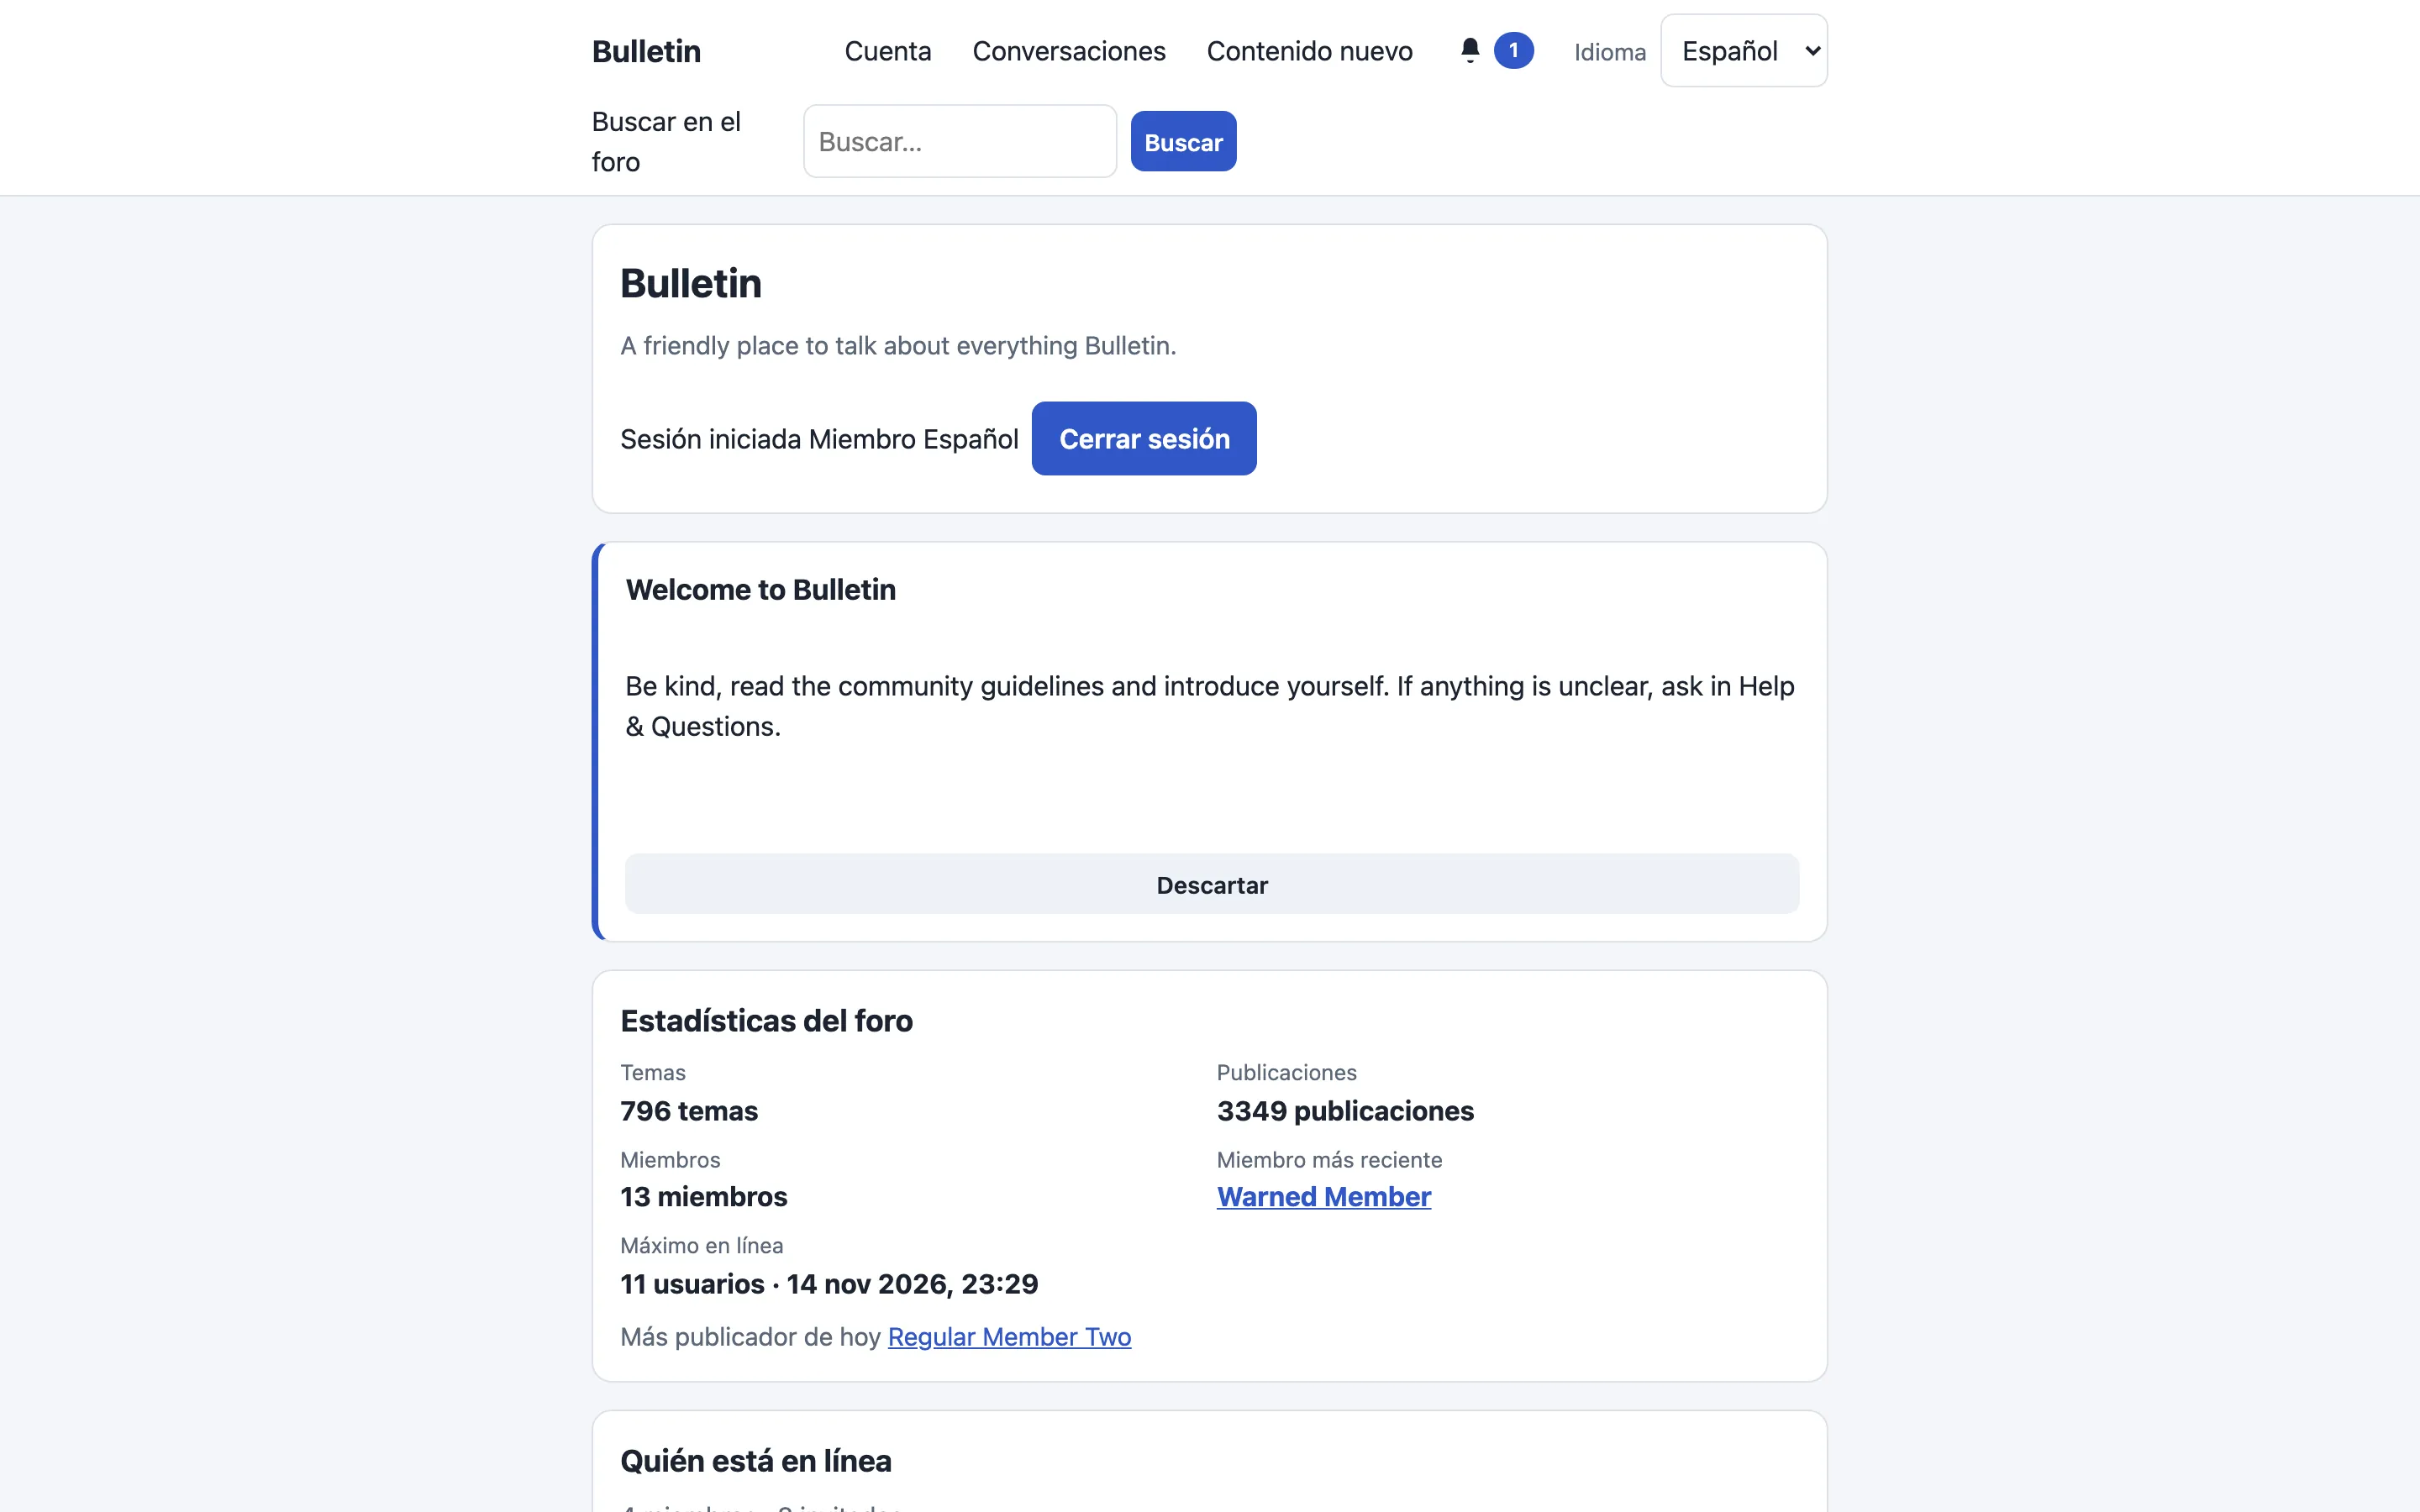 Bulletin
Cuenta
Conversaciones
Contenido nuevo
1
Idioma
Español
Buscar en el
foro
Buscar...
Buscar
Bulletin
A friendly place to talk about everything Bulletin.
Sesión iniciada Miembro Español
Cerrar sesión
Welcome to Bulletin
Be kind, read the community guidelines and introduce yourself. If anything is unclear, ask in Help
& Questions.
Descartar
Estadísticas del foro
Temas
796 temas
Publicaciones
3349 publicaciones
Miembros
13 miembros
Miembro más reciente
Warned Member
Máximo en línea
11 usuarios · 14 nov 2026, 23:29
Más publicador de hoy Regular Member Two
Quién está en línea